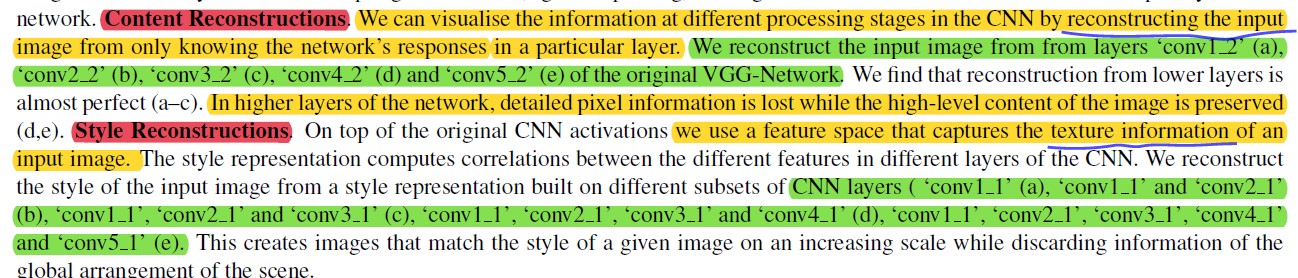 network. Content Reconstructions. We can visualise the information at different processing stages in the CNN by reconstructing the input
image from only knowing the network's responses in a particular layer. We reconstruct the input image from from layers 'conv1_2' (a),
'conv2_2' (b), 'conv3_2' (c), 'conv4_2' (d) and 'conv5_2' (e) of the original VGG-Network. We find that reconstruction from lower layers is
almost perfect (a–c). In higher layers of the network, detailed pixel information is lost while the high-level content of the image is preserved
(d,e). Style Reconstructions. On top of the original CNN activations we use a feature space that captures the texture information of an
input image. The style representation computes correlations between the different features in different layers of the CNN. We reconstruct
the style of the input image from a style representation built on different subsets of CNN layers ( 'conv1_1' (a), 'conv1_1' and 'conv2_1'
(b), 'conv1_1', 'conv2_1' and 'conv3_1' (c), 'conv1_1', 'conv2_1', 'conv3_1' and 'conv4_1' (d), 'conv1_1', 'conv2_1', 'conv3_1', 'conv4_1'
and 'conv5_1' (e). This creates images that match the style of a given image on an increasing scale while discarding information of the
global arrangement of the scene.